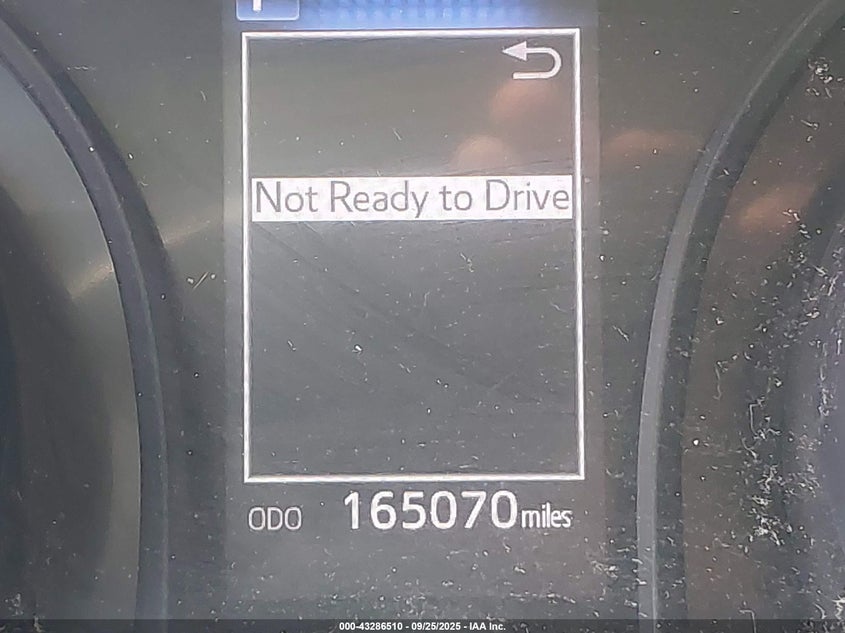 Not Ready to Drive
ODO 165070 miles
000-43286510 - 09/25/2025 - IAA Inc.